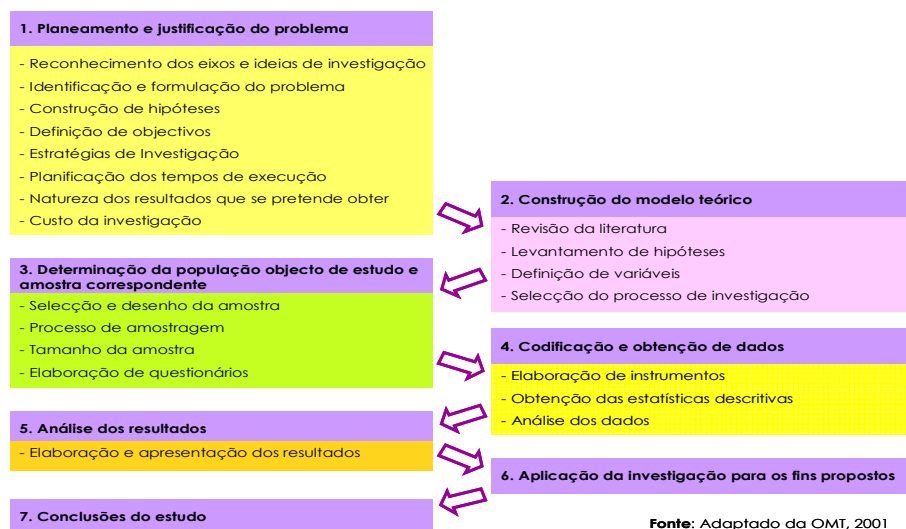 1. Planeamento e justificação do problema
- Reconhecimento dos eixos e ideias de investigação
- Identificação e formulação do problema
- Construção de hipóteses
- Definição de objectivos
- Estratégias de Investigação
- Planificação dos tempos de execução
- Natureza dos resultados que se pretende obter
- Custo da investigação
2. Construção do modelo teórico
- Revisão da literatura
- Levantamento de hipóteses
- Definição de variáveis
- Selecção do processo de investigação
3. Determinação da população objecto de estudo e
amostra correspondente
- Selecção e desenho da amostra
- Processo de amostragem
- Tamanho da amostra
- Elaboração de questionários
4. Codificação e obtenção de dados
- Elaboração de instrumentos
- Obtenção das estatísticas descritivas
- Análise dos dados
5. Análise dos resultados
- Elaboração e apresentação dos resultados
6. Aplicação da investigação para os fins propostos
7. Conclusões do estudo
Fonte: Adaptado da OMT, 2001